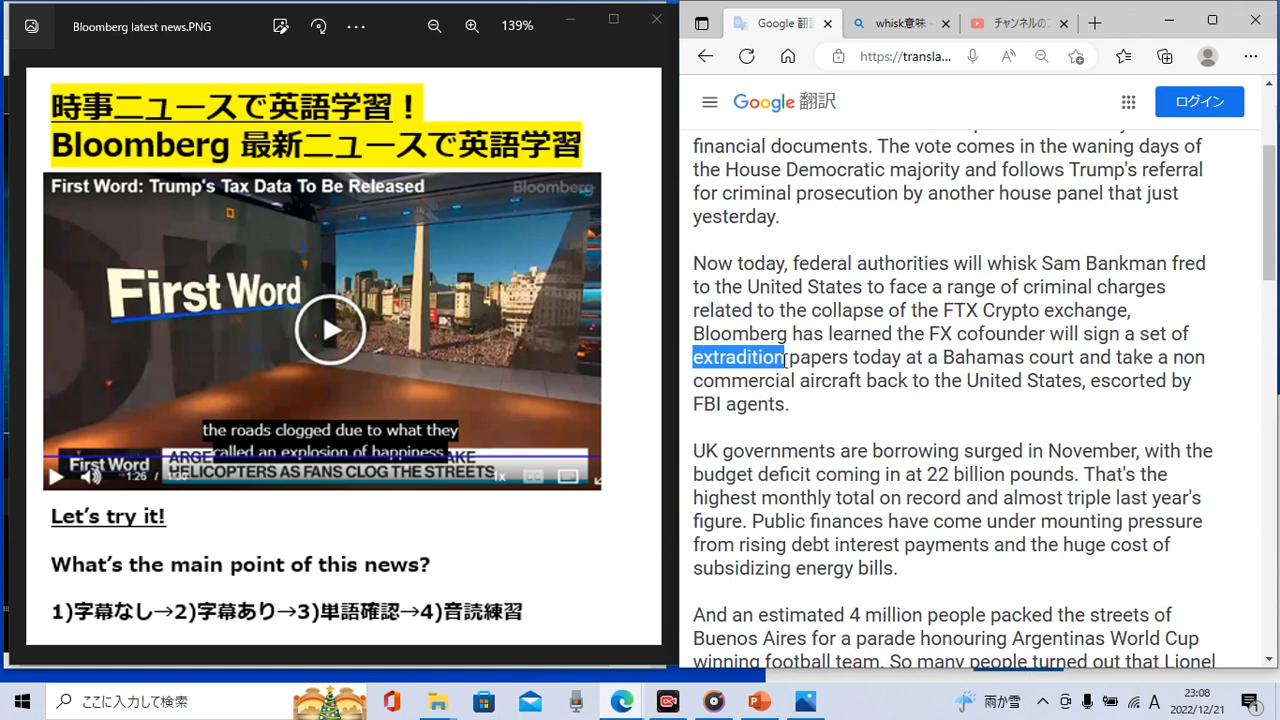 Bloomberg latest news.PNG
139%
時事ニュースで英語学習！
Bloomberg 最新ニュースで英語学習
First Word: Trump's Tax Data To Be Released
Bloomberg
First Word
the roads clogged due to what they
called an explosion of happiness
First Word
HELICOPTERS AS FANS CLOG THE STREETS
1:26 / 1:30
1x
CC
Let's try it!
What's the main point of this news?
1)字幕なし→2)字幕あり→3)単語確認→4)音読練習
Google 翻訳
whisk意味 -
チャンネルのコ
https://transla...
Google 翻訳
ログイン
financial documents. The vote comes in the waning days of
the House Democratic majority and follows Trump's referral
for criminal prosecution by another house panel that just
yesterday.
Now today, federal authorities will whisk Sam Bankman fred
to the United States to face a range of criminal charges
related to the collapse of the FTX Crypto exchange,
Bloomberg has learned the FX cofounder will sign a set of
extradition papers today at a Bahamas court and take a non
commercial aircraft back to the United States, escorted by
FBI agents.
UK governments are borrowing surged in November, with the
budget deficit coming in at 22 billion pounds. That's the
highest monthly total on record and almost triple last year's
figure. Public finances have come under mounting pressure
from rising debt interest payments and the huge cost of
subsidizing energy bills.
And an estimated 4 million people packed the streets of
Buenos Aires for a parade honouring Argentinas World Cup
winning football team. So many people turned out that Lionel
ここに入力して検索
雨か雪
A
23:08
2022/12/21